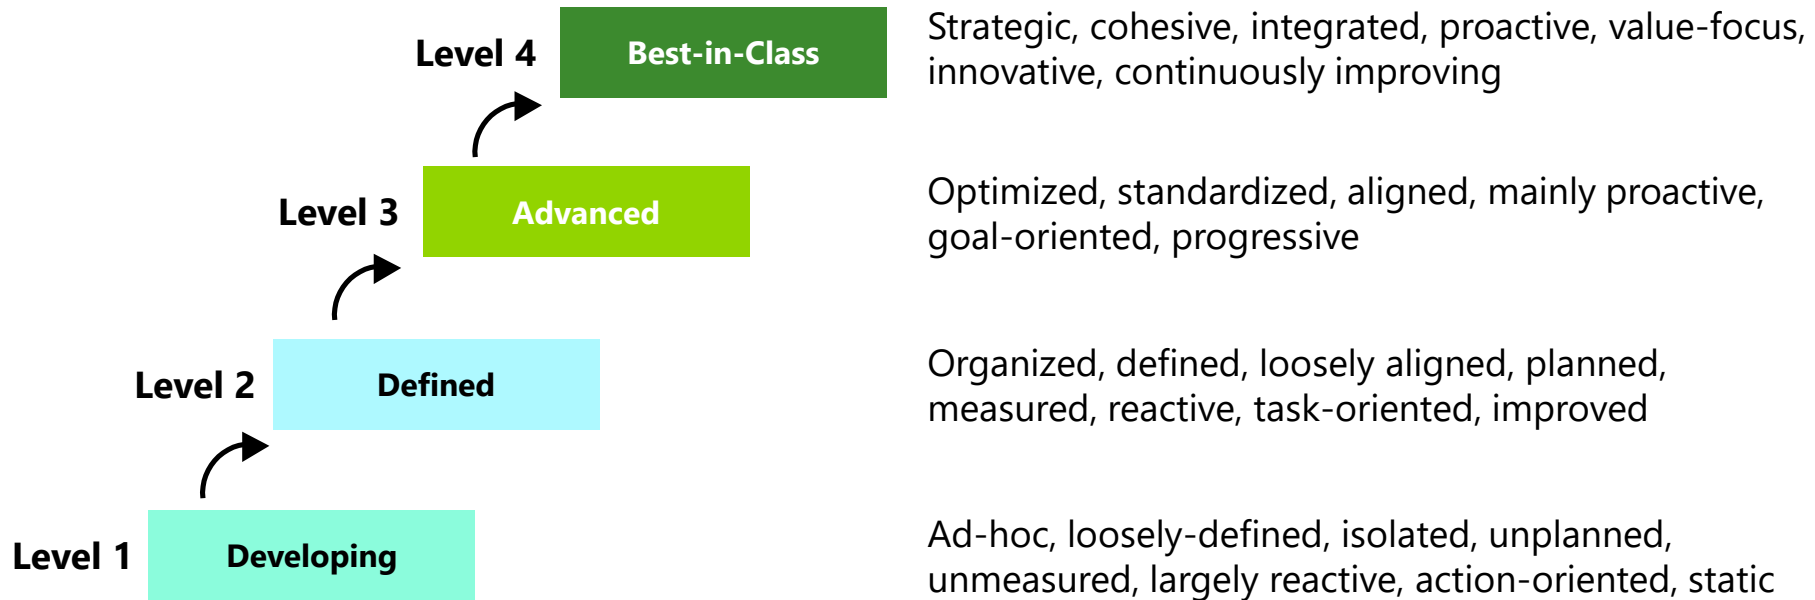 Level 4
Best-in-Class
Strategic, cohesive, integrated, proactive, value-focus,
innovative, continuously improving
Level 3
Advanced
Optimized, standardized, aligned, mainly proactive,
goal-oriented, progressive
Level 2
Defined
Organized, defined, loosely aligned, planned,
measured, reactive, task-oriented, improved
Level 1
Developing
Ad-hoc, loosely-defined, isolated, unplanned,
unmeasured, largely reactive, action-oriented, static